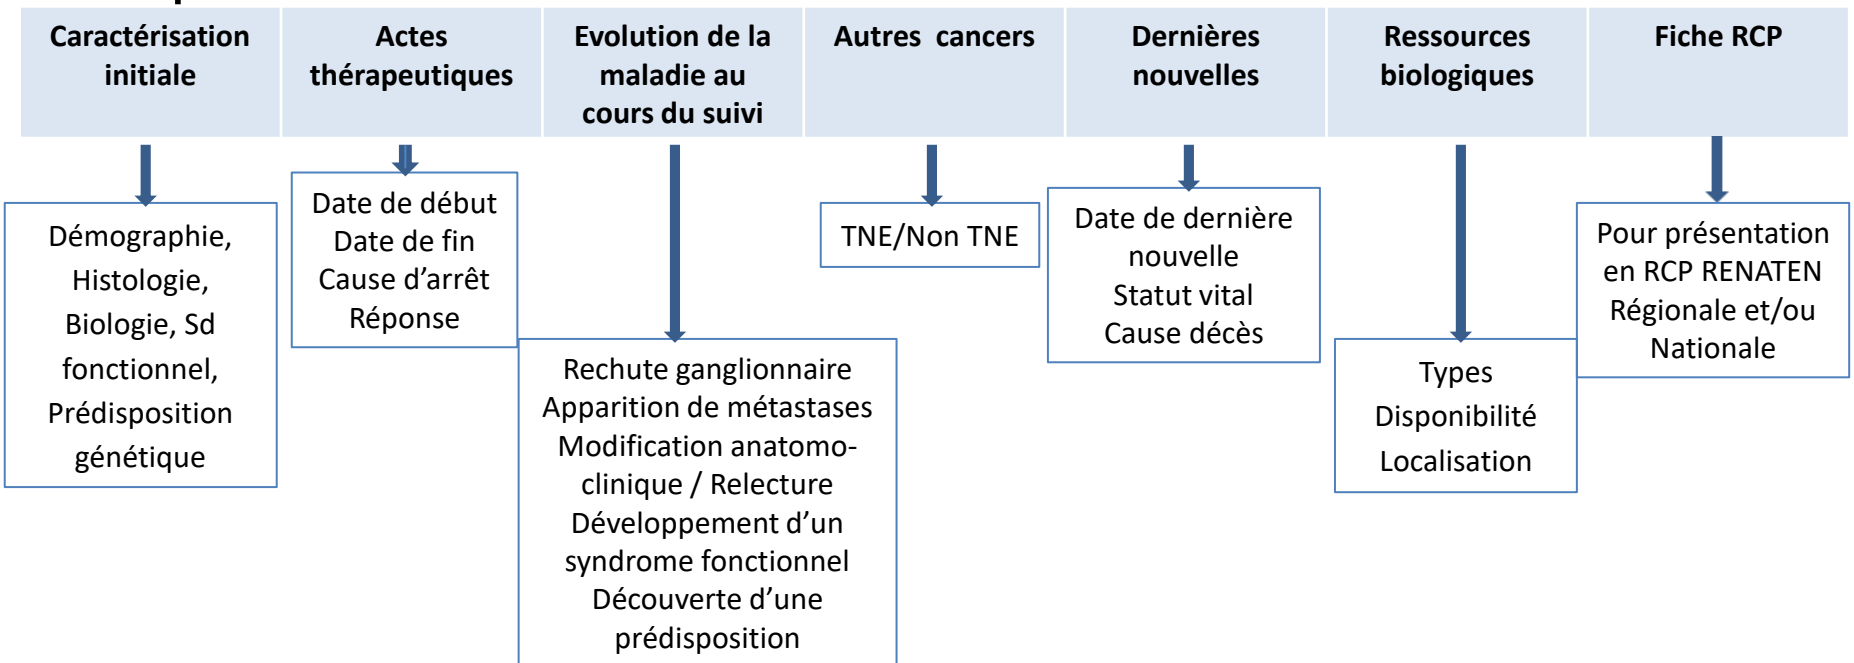 Caractérisation
initiale
Actes
thérapeutiques
Evolution de la
maladie au
cours du suivi
Autres cancers
Dernières
nouvelles
Ressources
biologiques
Fiche RCP
Démographie,
Histologie,
Biologie, Sd
fonctionnel,
Prédisposition
génétique
Date de début
Date de fin
Cause d’arrêt
Réponse
Rechute ganglionnaire
Apparition de métastases
Modification anatomo-
clinique / Relecture
Développement d’un
syndrome fonctionnel
Découverte d’une
prédisposition
TNE/Non TNE
Date de dernière
nouvelle
Statut vital
Cause décès
Types
Disponibilité
Localisation
Pour présentation
en RCP RENATEN
Régionale et/ou
Nationale